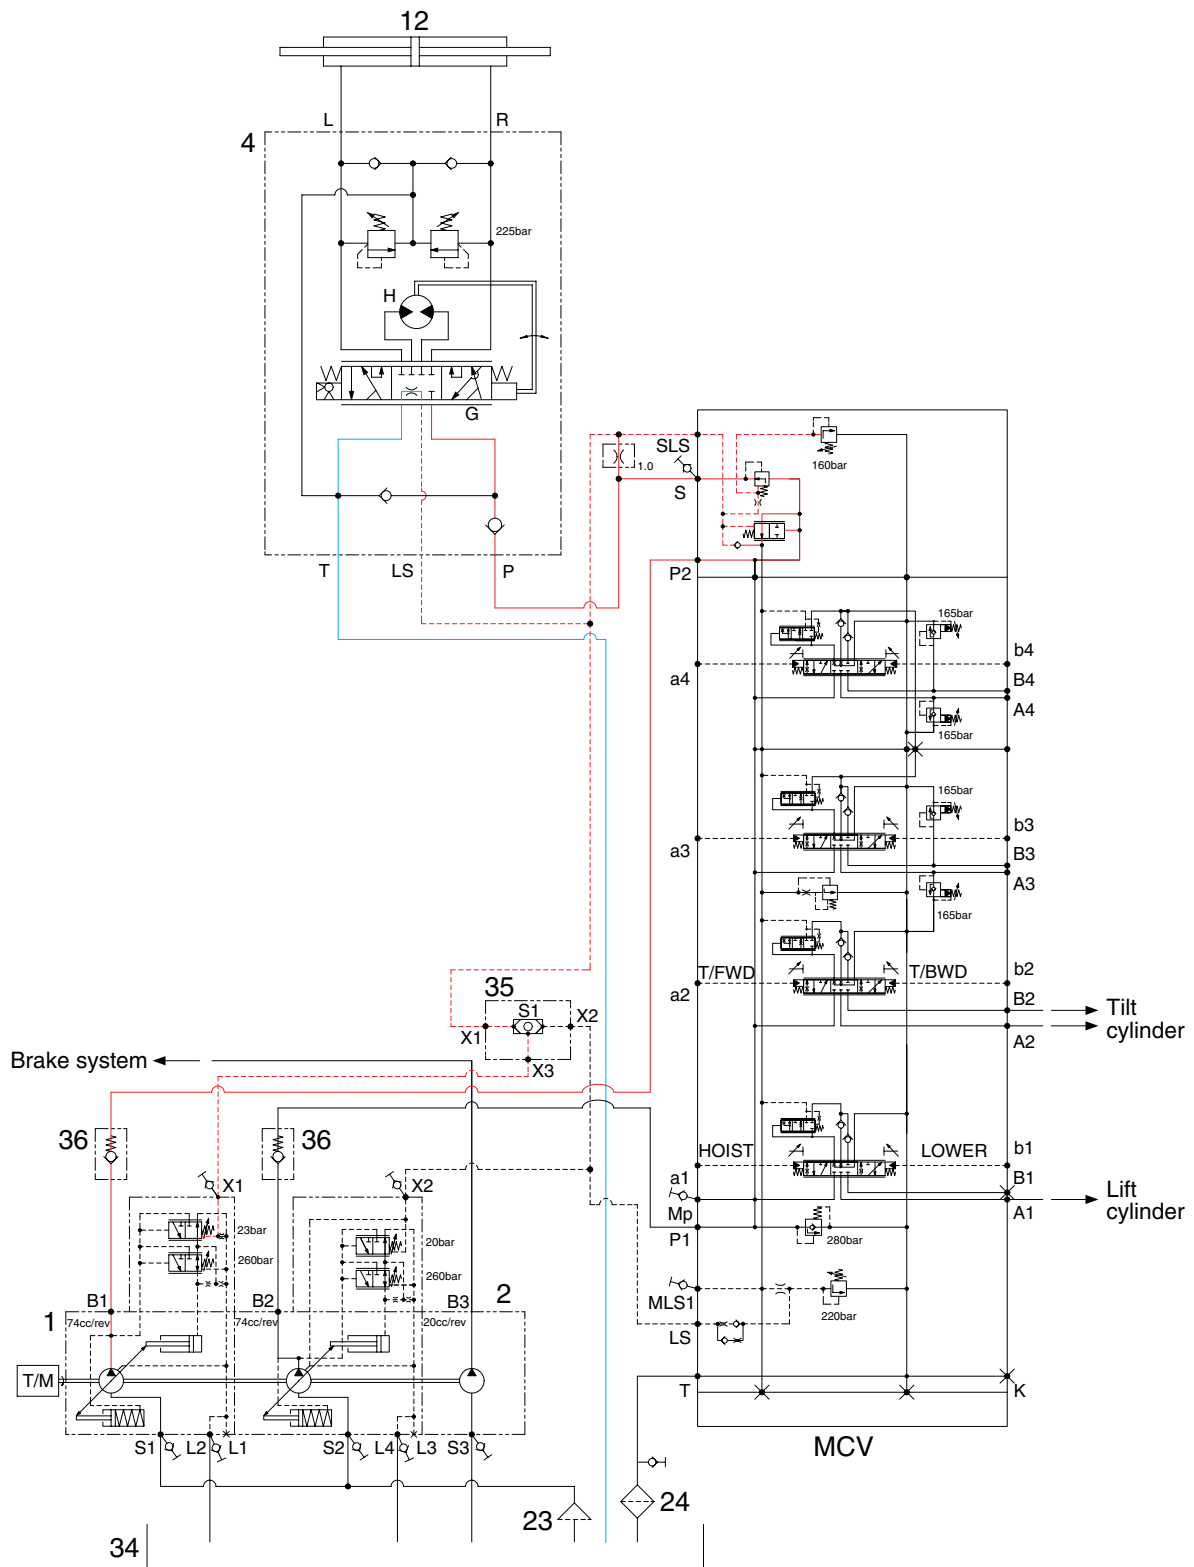 12
L
R
4
225bar
H
G
SLS
1.0
S
160bar
T
LS
P
P2
165bar
b4
a4
B4
A4
165bar
165bar
b3
a3
B3
A3
165bar
T/FWD
T/BWD
b2
a2
B2
A2
Tilt
cylinder
35
S1
X2
X1
X3
Brake system
36
36
HOIST
LOWER
b1
a1
B1
Mp
A1
Lift
cylinder
P1
280bar
X1
X2
23bar
20bar
260bar
260bar
MLS1
220bar
LS
B1
B2
B3
2
1
74cc/rev
74cc/rev
20cc/rev
T/M
T
K
MCV
S1
L2
L1
S2
L4
L3
S3
23
24
34